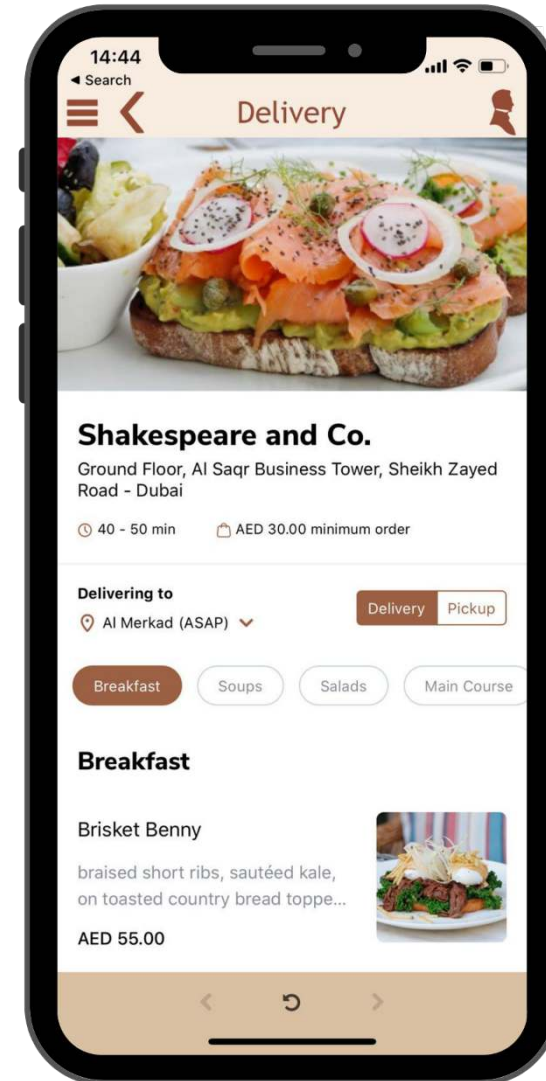 14:44
Search
Delivery
Shakespeare and Co.
Ground Floor, Al Saqr Business Tower, Sheikh Zayed
Road - Dubai
40 - 50 min AED 30.00 minimum order
Delivering to
Al Merkad (ASAP)
Delivery Pickup
Breakfast Soups Salads Main Course
Breakfast
Brisket Benny
braised short ribs, sautéed kale,
on toasted country bread toppe...
AED 55.00